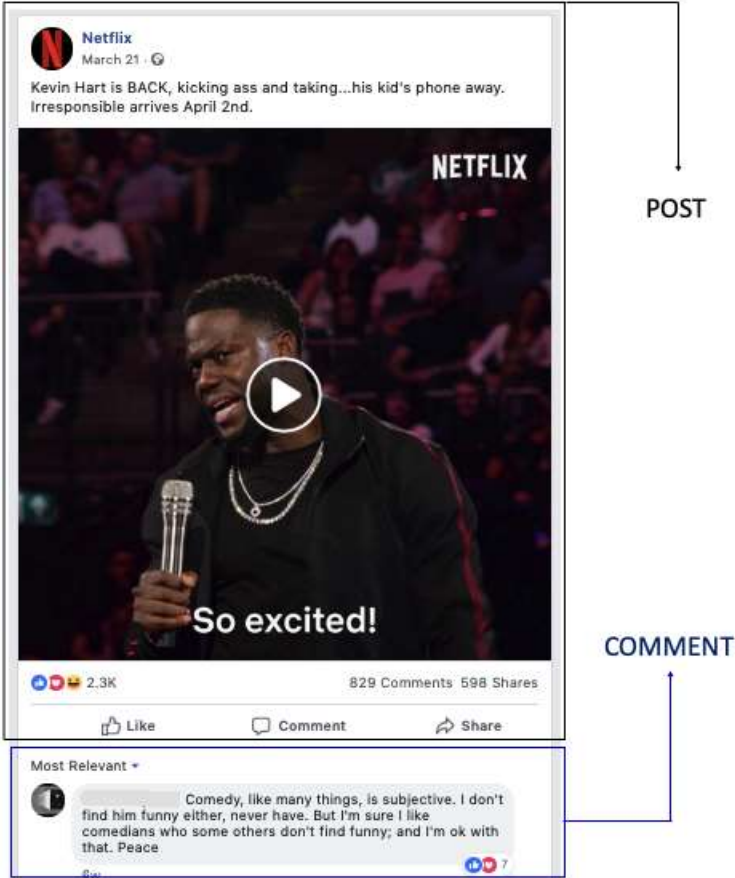 Netflix
March 21 ·
Kevin Hart is BACK, kicking ass and taking...his kid's phone away.
Irresponsible arrives April 2nd.
NETFLIX
POST
So excited!
COMMENT
2.3K 829 Comments 598 Shares
Like Comment Share
Most Relevant
Comedy, like many things, is subjective. I don't
find him funny either, never have. But I'm sure I like
comedians who some others don't find funny; and I'm ok with
that. Peace
7
6w